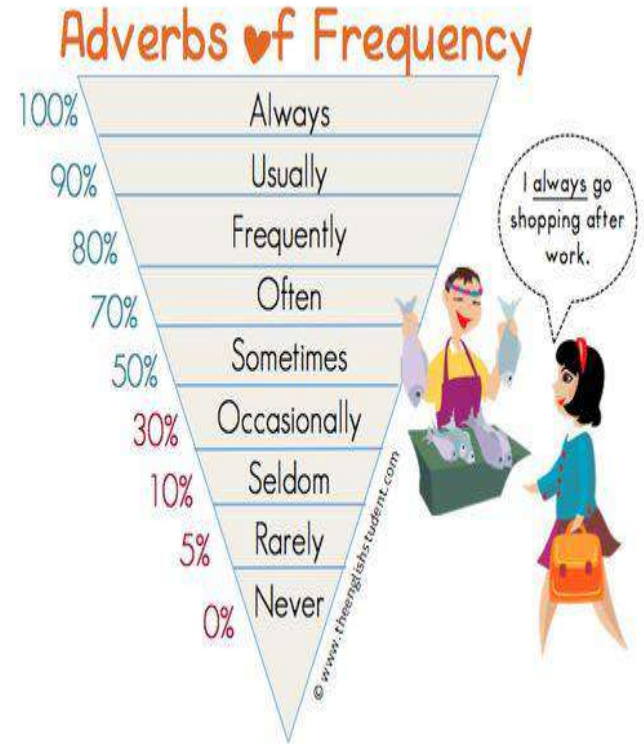 Adverbs of Frequency
100% Always
90% Usually
80% Frequently
70% Often
50% Sometimes
30% Occasionally
10% Seldom
5% Rarely
0% Never
I always go
shopping after
work.
© www.theenglishstudent.com